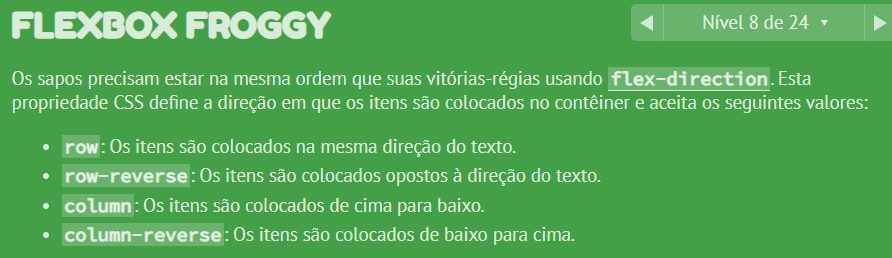 FLEXBOX FROGGY
Nível 8 de 24
Os sapos precisam estar na mesma ordem que suas vitórias-régias usando flex-direction. Esta
propriedade CSS define a direção em que os itens são colocados no contêiner e aceita os seguintes valores:
• row: Os itens são colocados na mesma direção do texto.
• row-reverse: Os itens são colocados opostos à direção do texto.
• column: Os itens são colocados de cima para baixo.
• column-reverse: Os itens são colocados de baixo para cima.